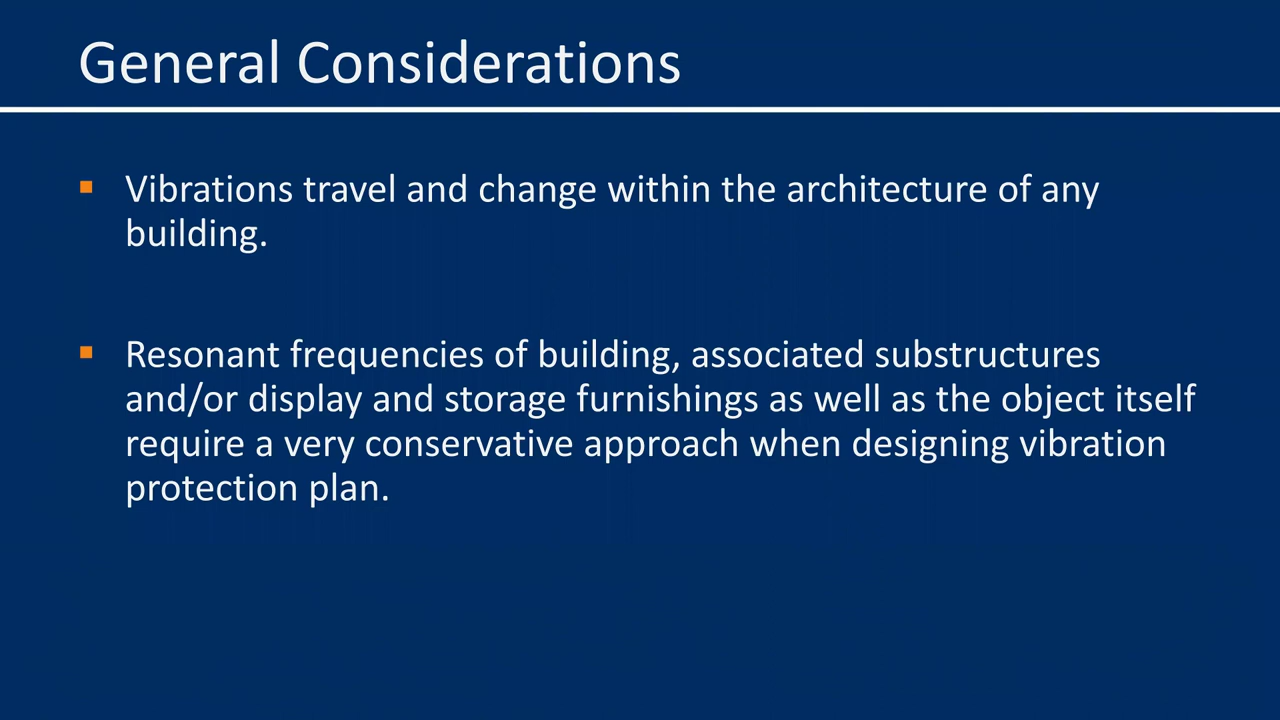 General Considerations
Vibrations travel and change within the architecture of any
building.
Resonant frequencies of building, associated substructures
and/or display and storage furnishings as well as the object itself
require a very conservative approach when designing vibration
protection plan.